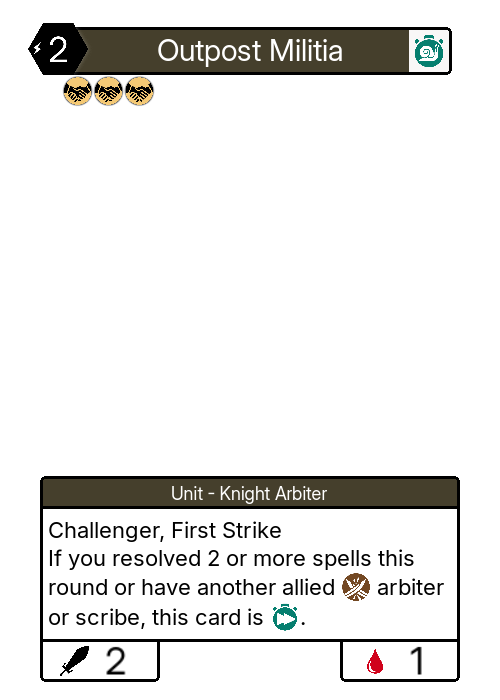 2
Outpost Militia
Unit - Knight Arbiter
Challenger, First Strike
If you resolved 2 or more spells this
round or have another allied arbiter
or scribe, this card is .
2
1